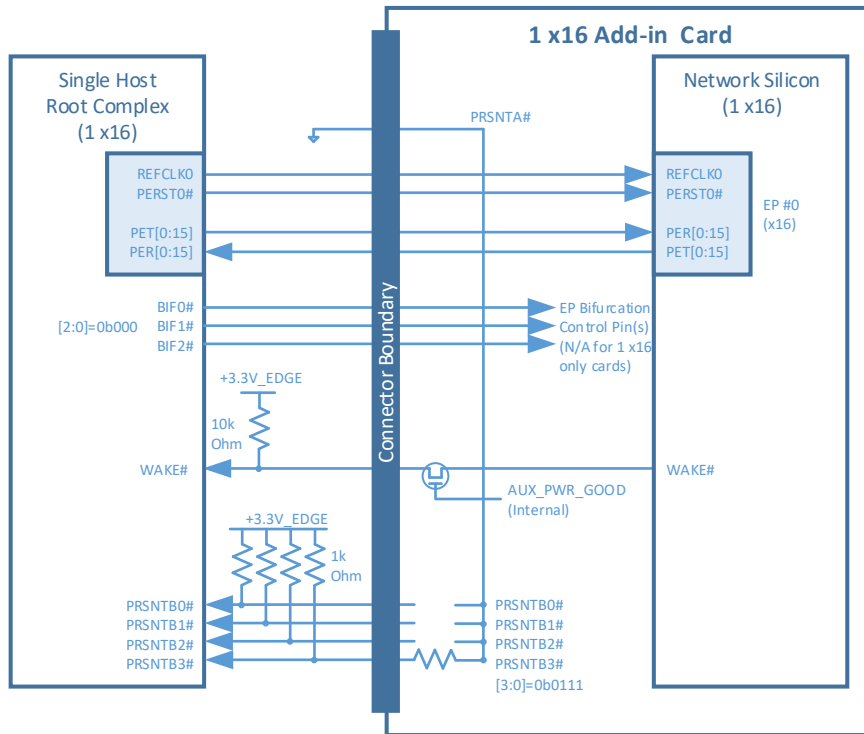 1 x16 Add-in Card
Single Host
Root Complex
(1 x16)
Network Silicon
(1 x16)
PRSNTA#
REFCLK0
PERST0#
PET[0:15]
PER[0:15]
REFCLK0
PERST0#
PER[0:15]
PET[0:15]
EP #0
(x16)
BIF0#
BIF1#
BIF2#
[2:0]=0b000
EP Bifurcation
Control Pin(s)
(N/A for 1 x16
only cards)
Connector Boundary
+3.3V_EDGE
10k
Ohm
WAKE#
WAKE#
AUX_PWR_GOOD
(Internal)
+3.3V_EDGE
1k
Ohm
PRSNTB0#
PRSNTB1#
PRSNTB2#
PRSNTB3#
PRSNTB0#
PRSNTB1#
PRSNTB2#
PRSNTB3#
[3:0]=0b0111